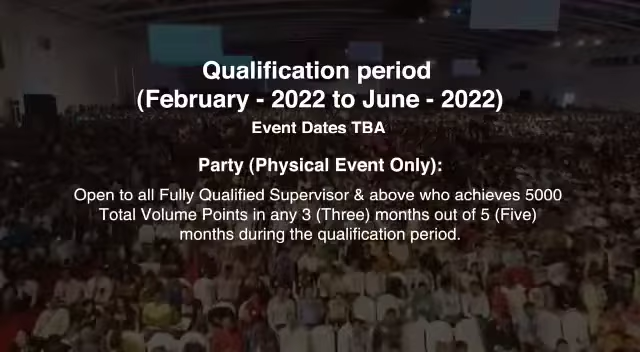 Qualification period
(February - 2022 to June - 2022)
Event Dates TBA
Party (Physical Event Only):
Open to all Fully Qualified Supervisor & above who achieves 5000
Total Volume Points in any 3 (Three) months out of 5 (Five)
months during the qualification period.